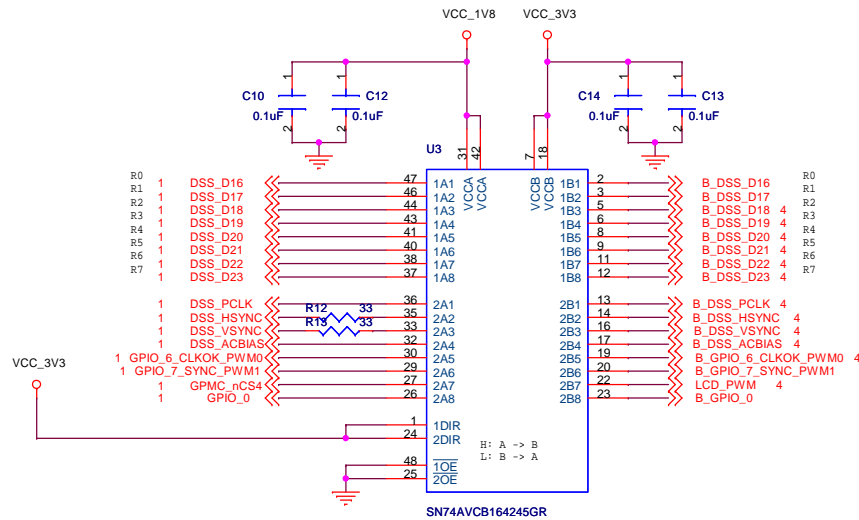 VCC_1V8 VCC_3V3
1 1 1 1
C10 C12 C14 C13
0.1uF 0.1uF 0.1uF 0.1uF
2 2 2 2
U3 31 42 7 18
VCCA VCCA VCCB VCCB
R0 1 DSS_D16 47 1A1 1B1 2 B_DSS_D16 R0
R1 1 DSS_D17 46 1A2 1B2 3 B_DSS_D17 R1
R2 1 DSS_D18 44 1A3 1B3 5 B_DSS_D18 4 R2
R3 1 DSS_D19 43 1A4 1B4 6 B_DSS_D19 4 R3
R4 1 DSS_D20 41 1A5 1B5 8 B_DSS_D20 4 R4
R5 1 DSS_D21 40 1A6 1B6 9 B_DSS_D21 4 R5
R6 1 DSS_D22 38 1A7 1B7 11 B_DSS_D22 4 R6
R7 1 DSS_D23 37 1A8 1B8 12 B_DSS_D23 4 R7
1 DSS_PCLK 36 2A1 2B1 13 B_DSS_PCLK 4
1 DSS_HSYNC R12 33 35 2A2 2B2 14 B_DSS_HSYNC 4
1 DSS_VSYNC R13 33 33 2A3 2B3 16 B_DSS_VSYNC 4
1 DSS_ACBIAS 32 2A4 2B4 17 B_DSS_ACBIAS 4
1 GPIO_6_CLKOK_PWM0 30 2A5 2B5 19 B_GPIO_6_CLKOK_PWM0 4
1 GPIO_7_SYNC_PWM1 29 2A6 2B6 20 B_GPIO_7_SYNC_PWM1
1 GPMC_nCS4 27 2A7 2B7 22 LCD_PWM 4
1 GPIO_0 26 2A8 2B8 23 B_GPIO_0
VCC_3V3
1 1DIR
24 2DIR
H: A -> B
L: B -> A
48 1OE
25 2OE
SN74AVCB164245GR